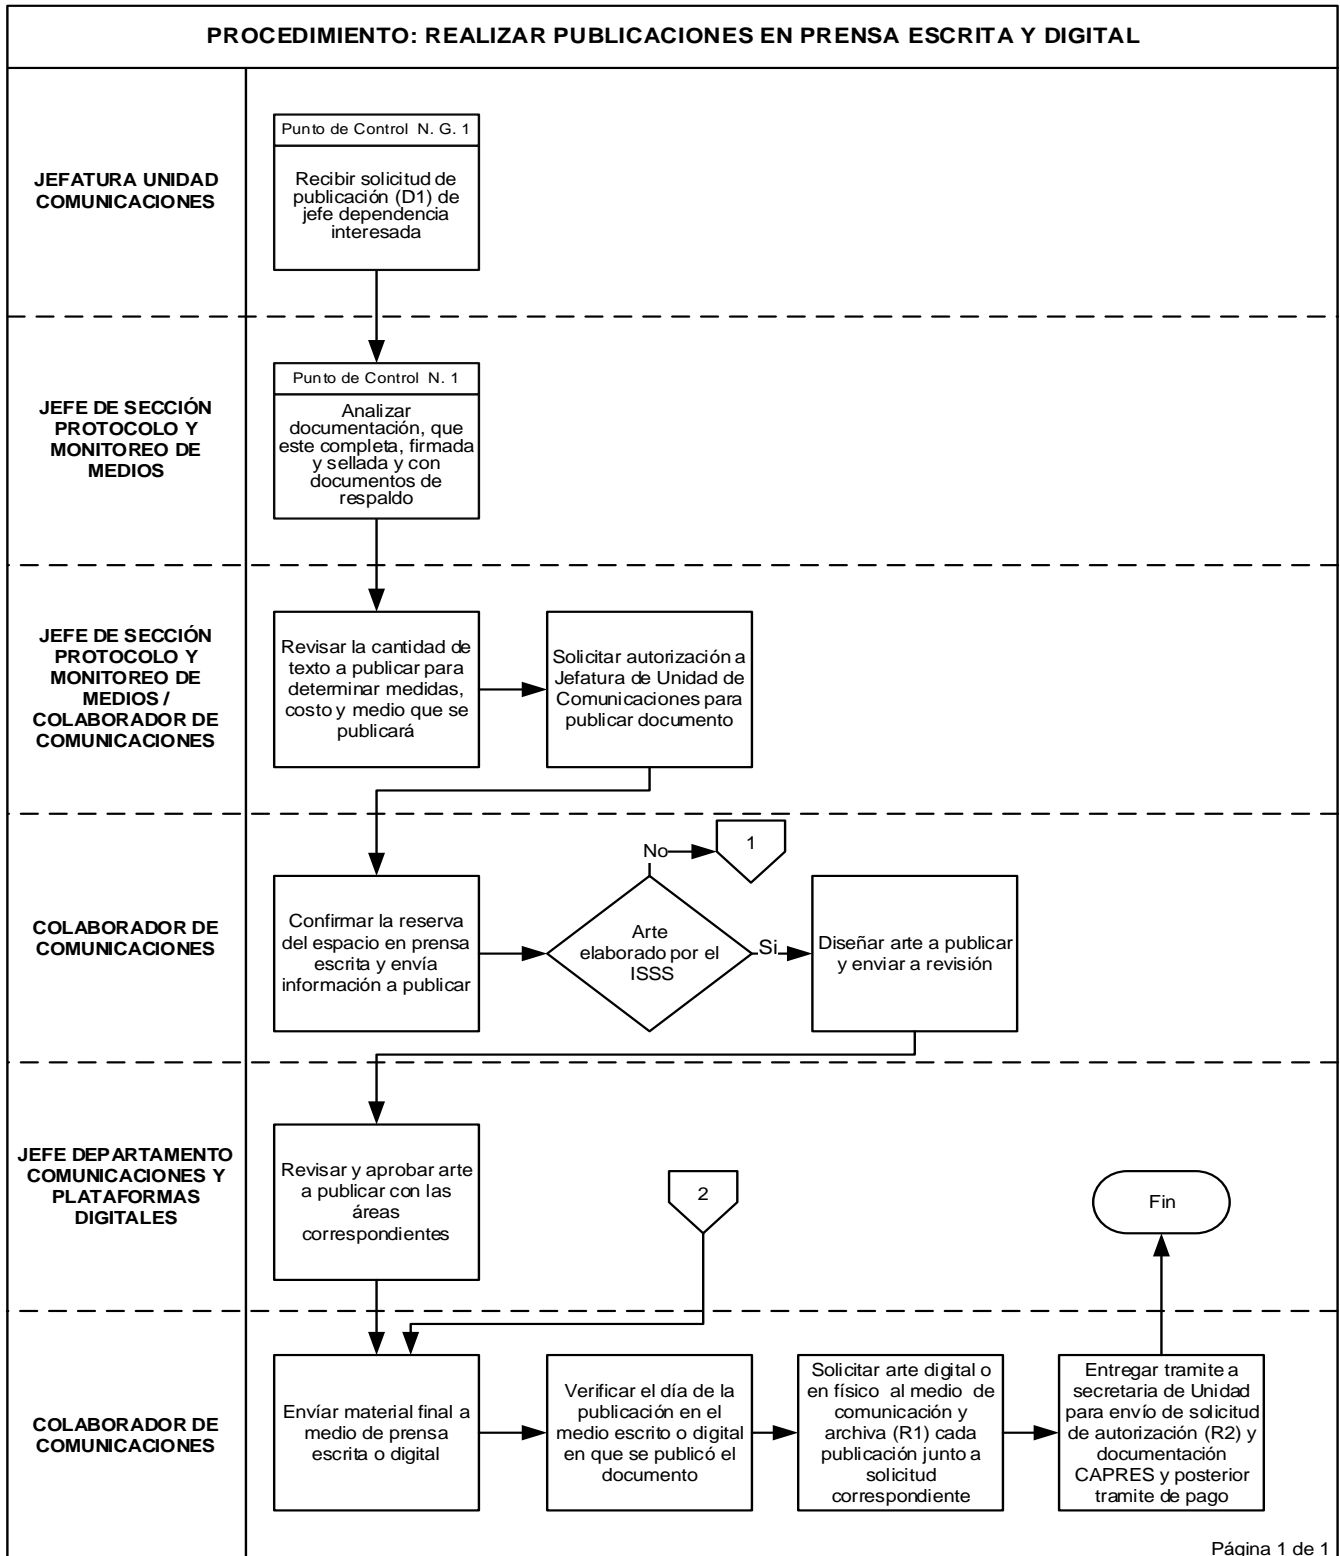 PROCEDIMIENTO: REALIZAR PUBLICACIONES EN PRENSA ESCRITA Y DIGITAL
JEFATURA UNIDAD
COMUNICACIONES
Punto de Control N. G. 1
Recibir solicitud de
publicación (D1) de
jefe dependencia
interesada
JEFE DE SECCIÓN
PROTOCOLO Y
MONITOREO DE
MEDIOS
Punto de Control N. 1
Analizar
documentación, que
este completa, firmada
y sellada y con
documentos de
respaldo
JEFE DE SECCIÓN
PROTOCOLO Y
MONITOREO DE
MEDIOS /
COLABORADOR DE
COMUNICACIONES
Revisar la cantidad de
texto a publicar para
determinar medidas,
costo y medio que se
publicará
Solicitar autorización a
Jefatura de Unidad de
Comunicaciones para
publicar documento
COLABORADOR DE
COMUNICACIONES
Confirmar la reserva
del espacio en prensa
escrita y envía
información a publicar
Arte
elaborado por el
ISSS
No
1
Si
Diseñar arte a publicar
y enviar a revisión
JEFE DEPARTAMENTO
COMUNICACIONES Y
PLATAFORMAS
DIGITALES
Revisar y aprobar arte
a publicar con las
áreas
correspondientes
2
Fin
COLABORADOR DE
COMUNICACIONES
Envíar material final a
medio de prensa
escrita o digital
Verificar el día de la
publicación en el
medio escrito o digital
en que se publicó el
documento
Solicitar arte digital o
en físico al medio de
comunicación y
archiva (R1) cada
publicación junto a
solicitud
correspondiente
Entregar tramite a
secretaria de Unidad
para envío de solicitud
de autorización (R2) y
documentación
CAPRES y posterior
tramite de pago
Página 1 de 1